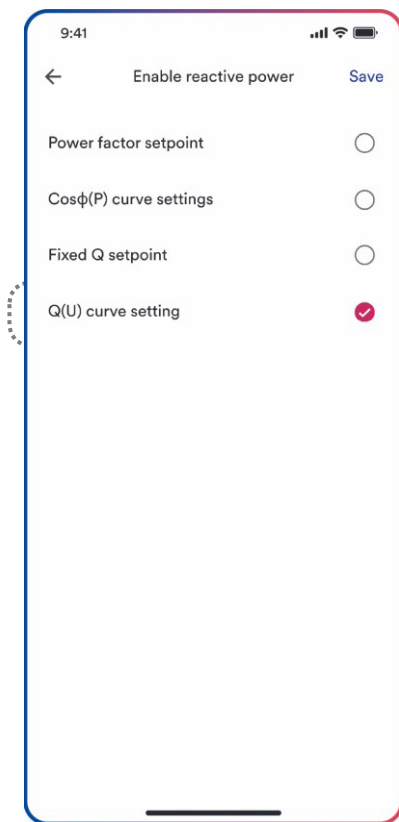 9:41
Enable reactive power Save
Power factor setpoint
Cosϕ(P) curve settings
Fixed Q setpoint
Q(U) curve setting